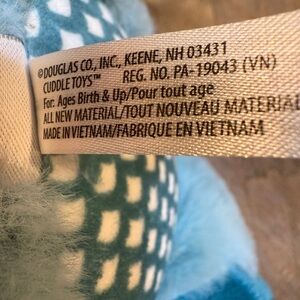 ©DOUGLAS CO., INC., KEENE, NH 03431
CUDDLE TOYS™ REG. NO. PA-19043 (VN)
For: Ages Birth & Up/Pour tout age
ALL NEW MATERIAL/TOUT NOUVEAU MATERIAL
MADE IN VIETNAM/FABRIQUE EN VIETNAM